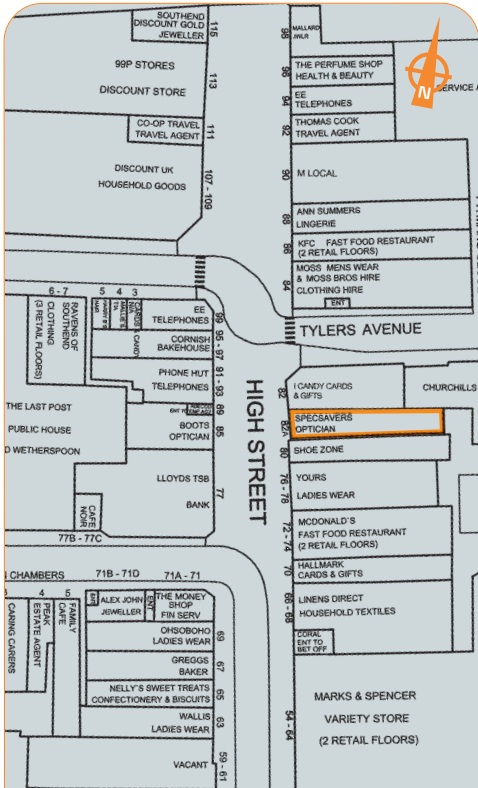 SOUTHEND
DISCOUNT GOLD
JEWELLER
115
99P STORES
DISCOUNT STORE
113
CO-OP TRAVEL
TRAVEL AGENT
111
DISCOUNT UK
HOUSEHOLD GOODS
107 - 109
98
MALLARD
JWLR
96
THE PERFUME SHOP
HEALTH & BEAUTY
94
EE
TELEPHONES
92
THOMAS COOK
TRAVEL AGENT
N
SERVICE
90
M LOCAL
88
ANN SUMMERS
LINGERIE
86
KFC FAST FOOD RESTAURANT
(2 RETAIL FLOORS)
84
MOSS MENS WEAR
& MOSS BROS HIRE
CLOTHING HIRE
ENT
TYLERS AVENUE
6 - 7
RAVENS OF
SOUTHEND
CLOTHING
(3 RETAIL FLOORS)
5
4
3
CARDS
CANDY
EE
TELEPHONES
99
CORNISH
BAKEHOUSE
95 - 97
PHONE HUT
TELEPHONES
91 - 93
89
BOOTS
OPTICIAN
85
THE LAST POST
PUBLIC HOUSE
D WETHERSPOON
LLOYDS TSB
BANK
77
CAFE
NOIR
77B - 77C
HIGH STREET
82
I CANDY CARDS
& GIFTS
CHURCHILLS
82A
SPECSAVERS
OPTICIAN
80
SHOE ZONE
76 - 78
YOURS
LADIES WEAR
72 - 74
MCDONALD'S
FAST FOOD RESTAURANT
(2 RETAIL FLOORS)
70
HALLMARK
CARDS & GIFTS
66 - 68
LINENS DIRECT
HOUSEHOLD TEXTILES
CORAL
ENT TO
BET OFF
54 - 64
MARKS & SPENCER
VARIETY STORE
(2 RETAIL FLOORS)
CHAMBERS
71B - 71D
71A - 71
CARING CARERS
4
PEAK
ESTATE AGENT
5
FAMILY
CAFE
BAR
ALEX JOHN
JEWELLER
ENT
THE MONEY
SHOP
FIN SERV
OHSOBOHO
LADIES WEAR
69
GREGGS
BAKER
67
NELLY'S SWEET TREATS
CONFECTIONERY & BISCUITS
65
WALLIS
LADIES WEAR
63
VACANT
59 - 61